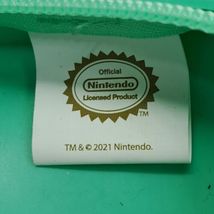 Official
Nintendo
Licensed Product
TM
TM & © 2021 Nintendo.